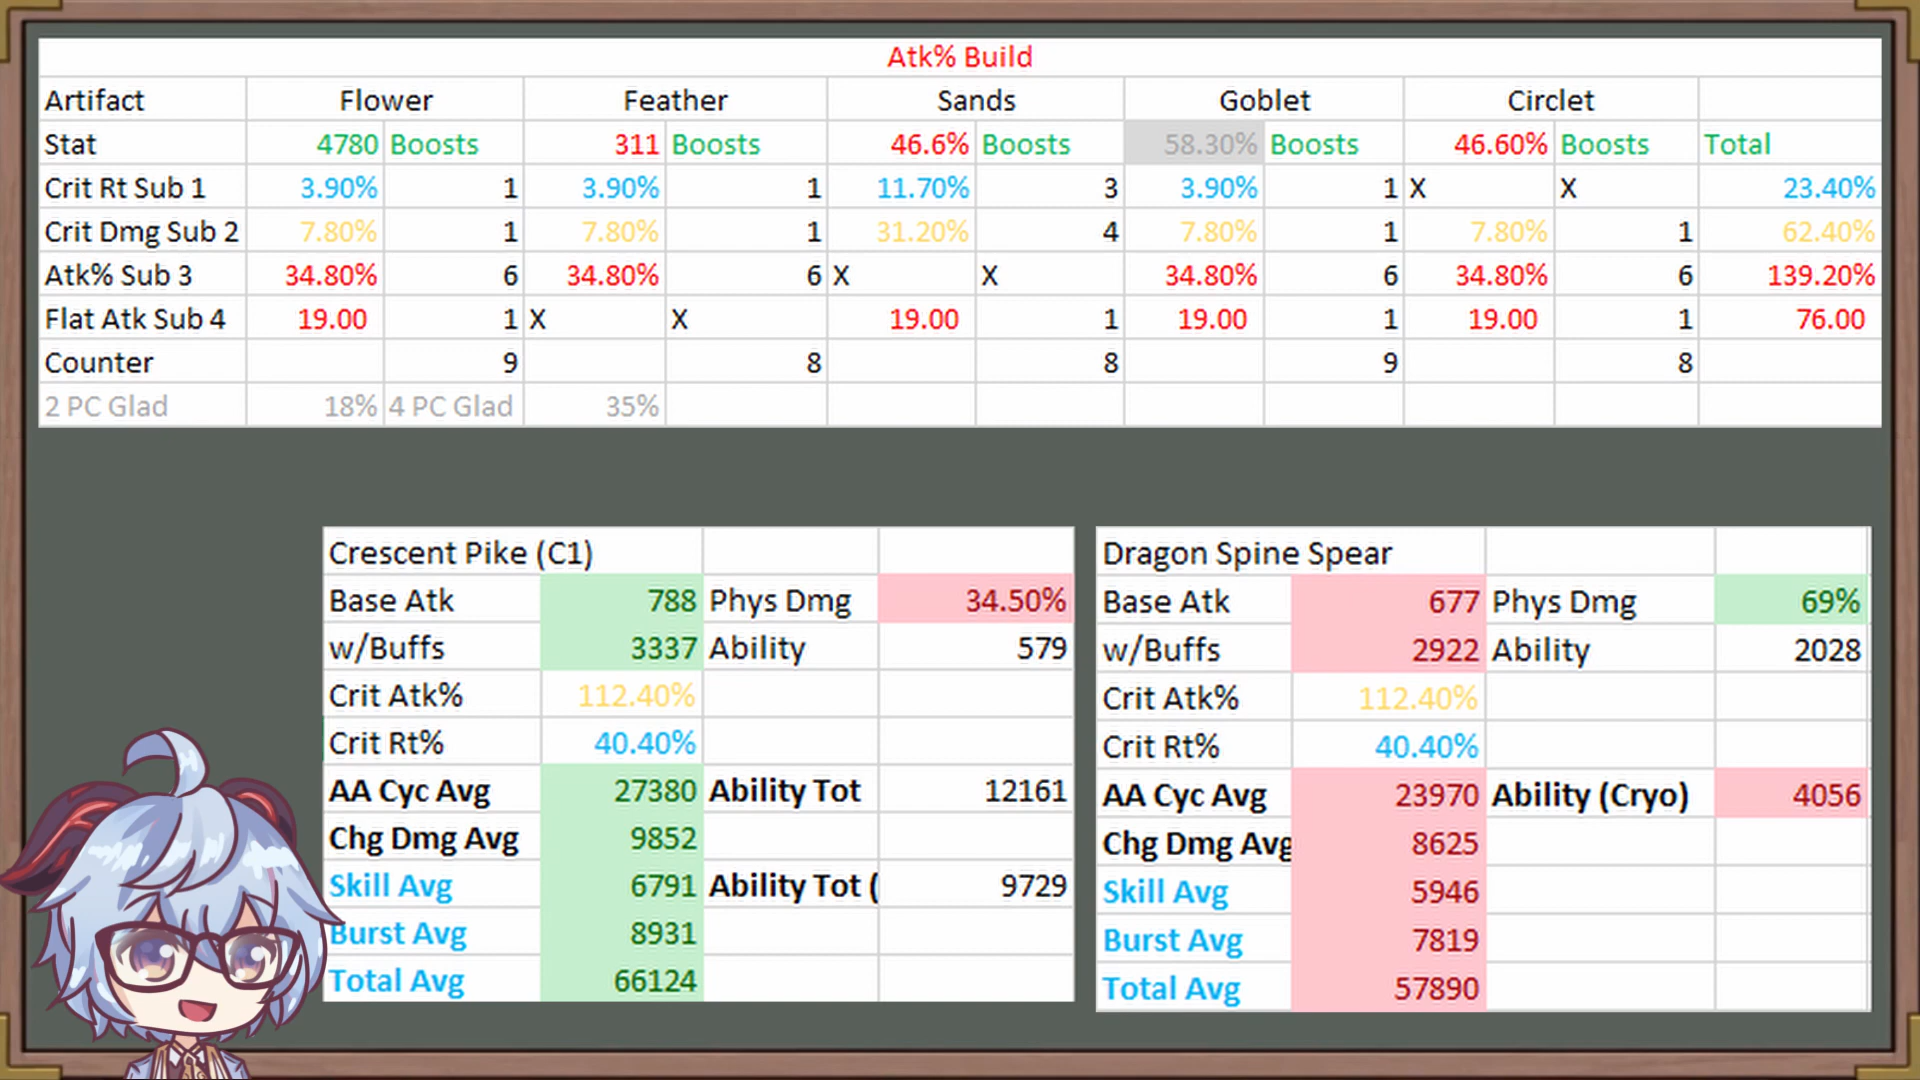 Atk% Build
Artifact Flower Feather Sands Goblet Circlet
Stat 4780 Boosts 311 Boosts 46.6% Boosts 58.30% Boosts 46.60% Boosts Total
Crit Rt Sub 1 3.90% 1 3.90% 1 11.70% 3 3.90% 1 X X 23.40%
Crit Dmg Sub 2 7.80% 1 7.80% 1 31.20% 4 7.80% 1 7.80% 1 62.40%
Atk% Sub 3 34.80% 6 34.80% 6 X X 34.80% 6 34.80% 6 139.20%
Flat Atk Sub 4 19.00 1 X X 19.00 1 19.00 1 19.00 1 76.00
Counter 9 8 8 9 8
2 PC Glad 18% 4 PC Glad 35%
Crescent Pike (C1)
Base Atk 788 Phys Dmg 34.50%
w/Buffs 3337 Ability 579
Crit Atk% 112.40%
Crit Rt% 40.40%
AA Cyc Avg 27380 Ability Tot 12161
Chg Dmg Avg 9852
Skill Avg 6791 Ability Tot ( 9729
Burst Avg 8931
Total Avg 66124
Dragon Spine Spear
Base Atk 677 Phys Dmg 69%
w/Buffs 2922 Ability 2028
Crit Atk% 112.40%
Crit Rt% 40.40%
AA Cyc Avg 23970 Ability (Cryo) 4056
Chg Dmg Avg 8625
Skill Avg 5946
Burst Avg 7819
Total Avg 57890